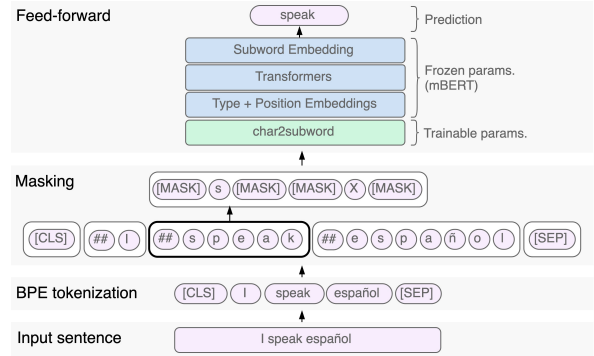 Feed-forward
speak
Prediction
Subword Embedding
Transformers
Type + Position Embeddings
Frozen params.
(mBERT)
char2subword
Trainable params.
Masking
[MASK] s [MASK] [MASK] X [MASK]
[CLS] ## I ## s p e a k ## e s p a ñ o l [SEP]
BPE tokenization
[CLS] I speak español [SEP]
Input sentence
I speak español